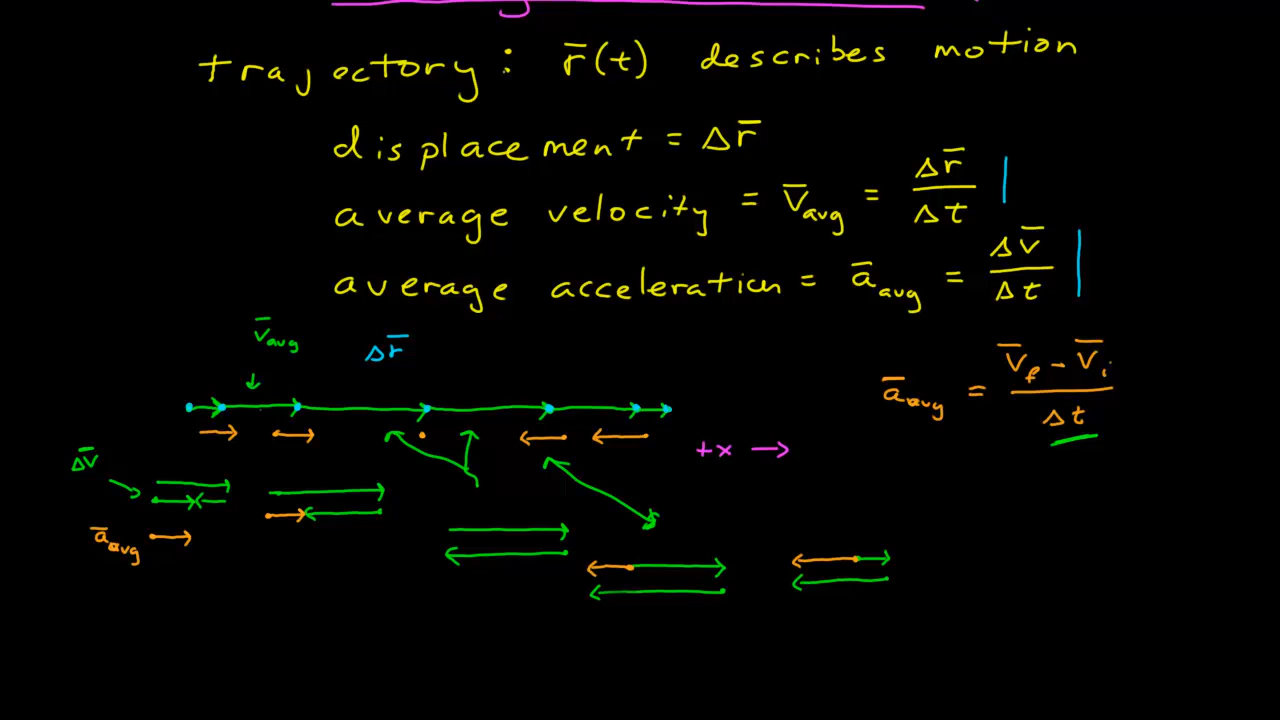 trajectory: r̄(t) describes motion
displacement = Δr̄
average velocity = v̄avg = Δr̄/Δt
average acceleration = āavg = Δv̄/Δt
v̄avg
Δr̄
āavg = (v̄f - v̄i)/Δt
+x →
Δv̄
āavg